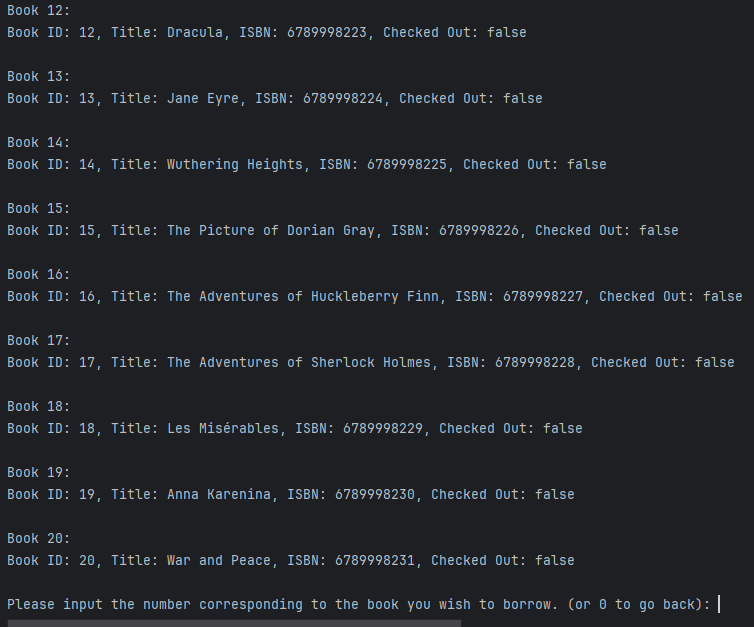 Book 12:
Book ID: 12, Title: Dracula, ISBN: 6789998223, Checked Out: false
Book 13:
Book ID: 13, Title: Jane Eyre, ISBN: 6789998224, Checked Out: false
Book 14:
Book ID: 14, Title: Wuthering Heights, ISBN: 6789998225, Checked Out: false
Book 15:
Book ID: 15, Title: The Picture of Dorian Gray, ISBN: 6789998226, Checked Out: false
Book 16:
Book ID: 16, Title: The Adventures of Huckleberry Finn, ISBN: 6789998227, Checked Out: false
Book 17:
Book ID: 17, Title: The Adventures of Sherlock Holmes, ISBN: 6789998228, Checked Out: false
Book 18:
Book ID: 18, Title: Les Misérables, ISBN: 6789998229, Checked Out: false
Book 19:
Book ID: 19, Title: Anna Karenina, ISBN: 6789998230, Checked Out: false
Book 20:
Book ID: 20, Title: War and Peace, ISBN: 6789998231, Checked Out: false
Please input the number corresponding to the book you wish to borrow. (or 0 to go back):